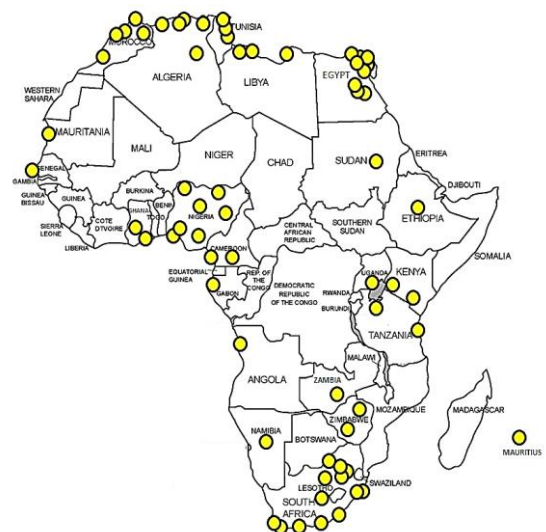 TUNISIA
MOROCCO
ALGERIA
LIBYA
EGYPT
WESTERN
SAHARA
MAURITANIA
MALI
NIGER
CHAD
SUDAN
ERITREA
SENEGAL
GAMBIA
GUINEA
BISSAU
GUINEA
BURKINA
BENIN
DJIBOUTI
SIERRA
LEONE
COTE
D'IVOIRE
GHANA
TOGO
NIGERIA
ETHIOPIA
LIBERIA
CENTRAL
AFRICAN
REPUBLIC
SOUTHERN
SUDAN
SOMALIA
CAMEROON
EQUATORIAL
GUINEA
GABON
REP. OF
THE
CONGO
DEMOCRATIC
REPUBLIC
OF THE CONGO
UGANDA
KENYA
RWANDA
BURUNDI
TANZANIA
MALAWI
ANGOLA
ZAMBIA
MOZAMBIQUE
MADAGASCAR
ZIMBABWE
NAMIBIA
BOTSWANA
MAURITIUS
SWAZILAND
LESOTHO
SOUTH
AFRICA